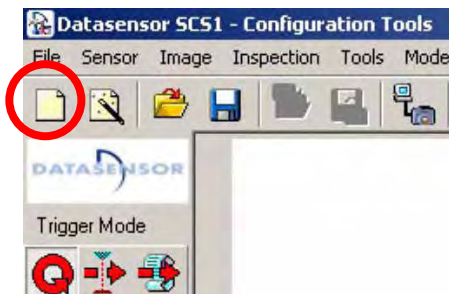 Datasensor SCS1 - Configuration Tools
File Sensor Image Inspection Tools Mode
DATASENSOR
Trigger Mode